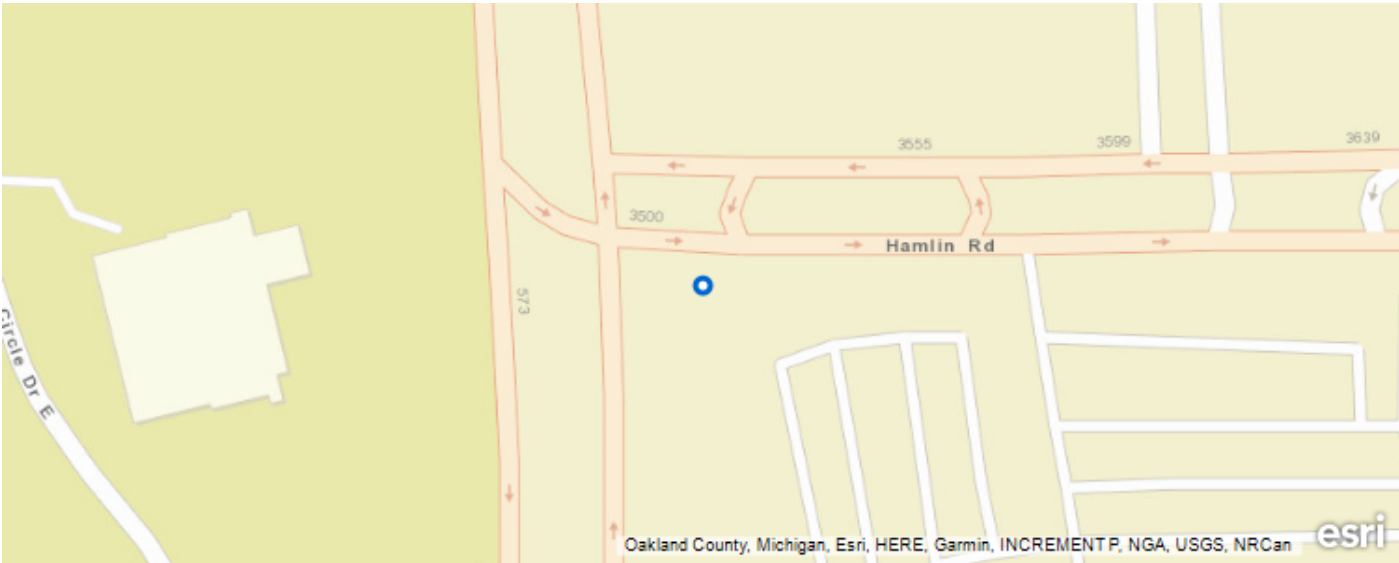 3555
3599
3639
3500
Hamlin Rd
573
Circle Dr E
Oakland County, Michigan, Esri, HERE, Garmin, INCREMENT P, NGA, USGS, NRCan
esri